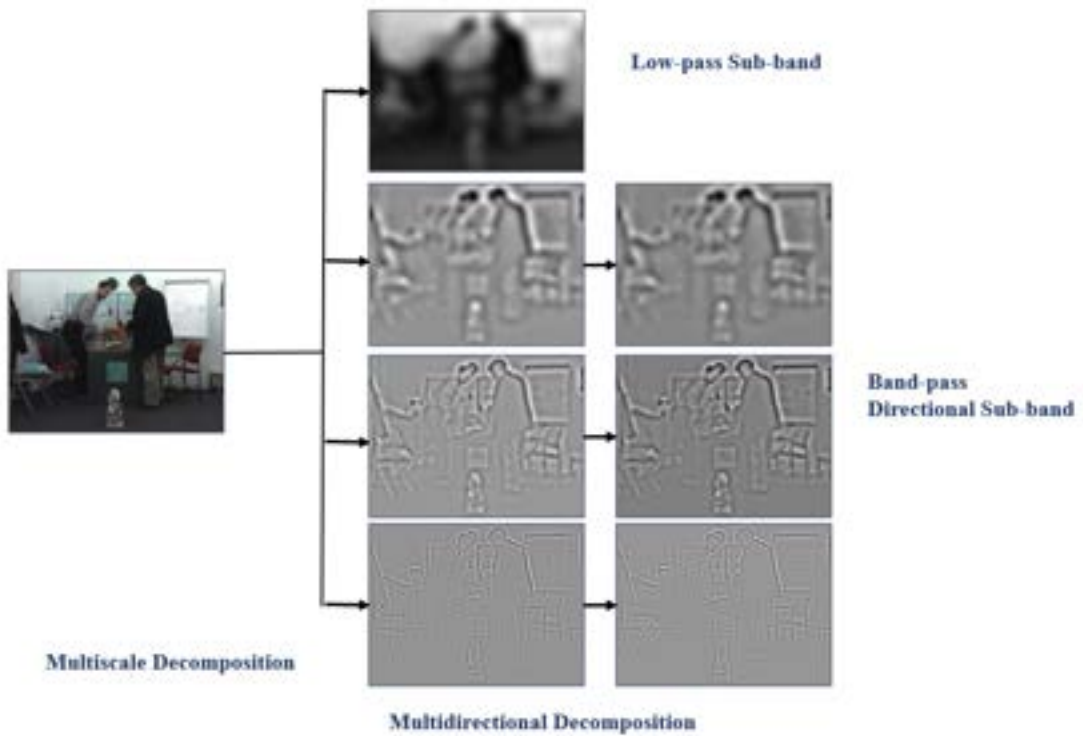 Low-pass Sub-band
Band-pass
Directional Sub-band
Multiscale Decomposition
Multidirectional Decomposition